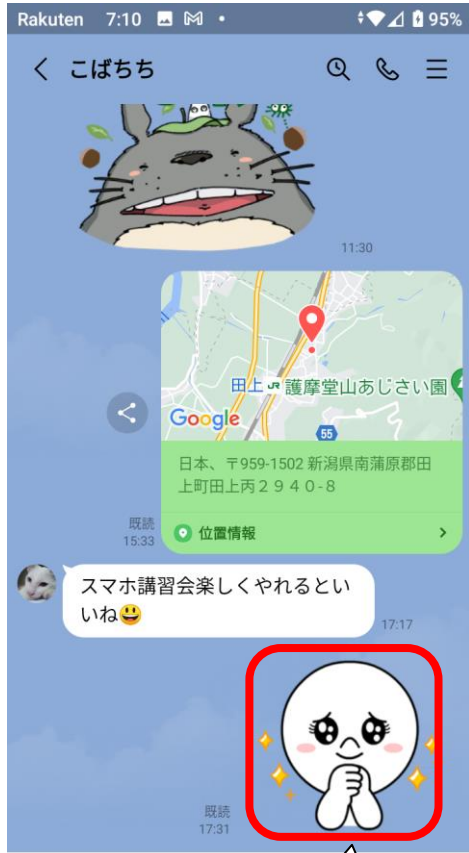 Rakuten 7:10 95%
こばちち
11:30
田上 JR 護摩堂山あじさい園
Google
55
日本、〒959-1502 新潟県南蒲原郡田
上町田上丙２９４０-８
位置情報
既読
15:33
スマホ講習会楽しくやれるとい
いね😃
17:17
既読
17:31